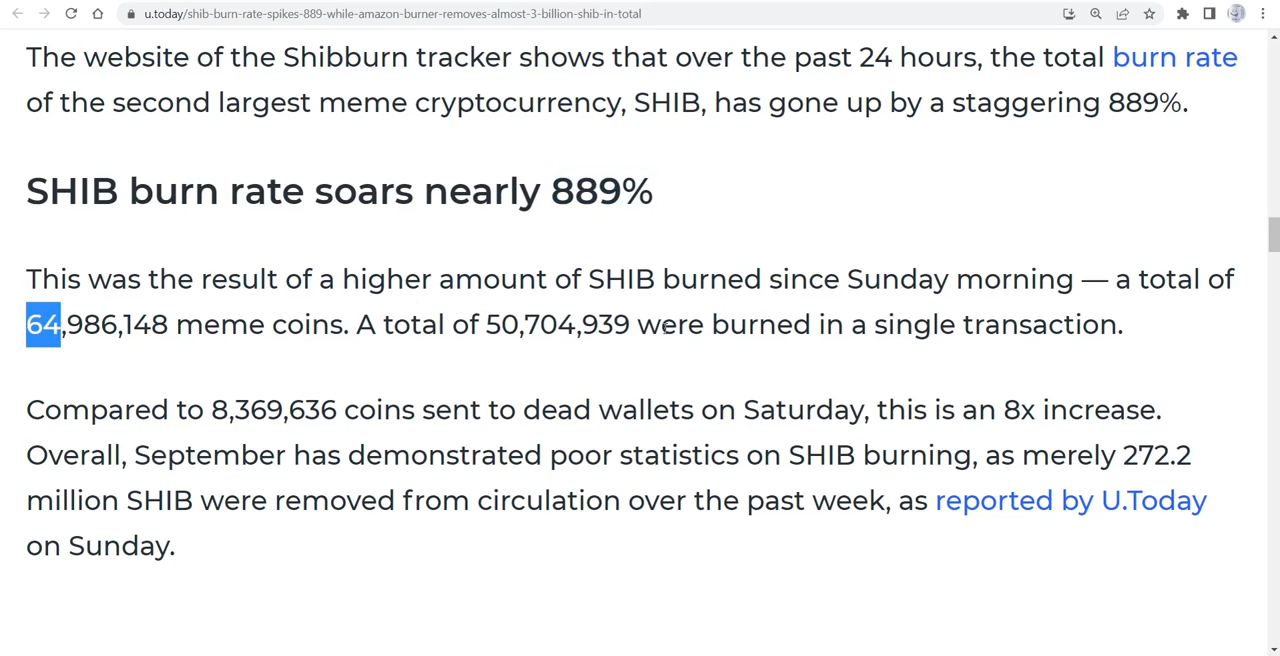 u.today/shib-burn-rate-spikes-889-while-amazon-burner-removes-almost-3-billion-shib-in-total
The website of the Shibburn tracker shows that over the past 24 hours, the total burn rate
of the second largest meme cryptocurrency, SHIB, has gone up by a staggering 889%.
SHIB burn rate soars nearly 889%
This was the result of a higher amount of SHIB burned since Sunday morning — a total of
64,986,148 meme coins. A total of 50,704,939 were burned in a single transaction.
Compared to 8,369,636 coins sent to dead wallets on Saturday, this is an 8x increase.
Overall, September has demonstrated poor statistics on SHIB burning, as merely 272.2
million SHIB were removed from circulation over the past week, as reported by U.Today
on Sunday.